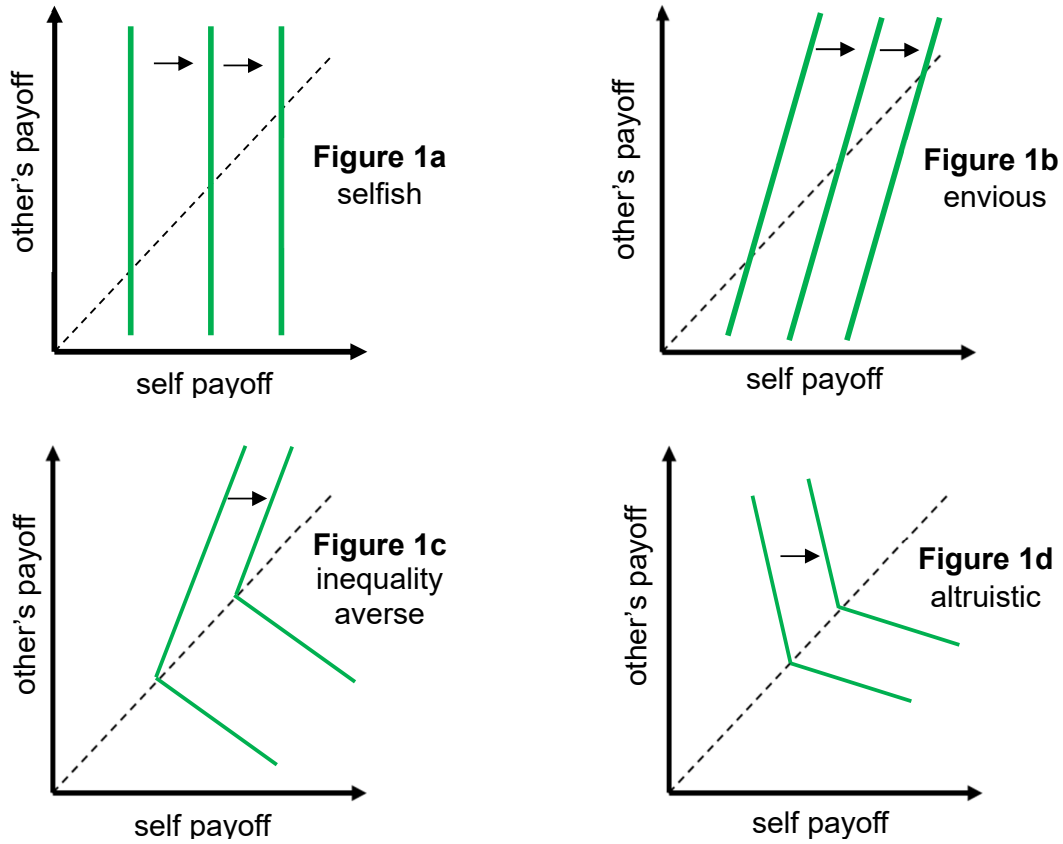 other's payoff
Figure 1a
selfish
self payoff
other's payoff
Figure 1b
envious
self payoff
other's payoff
Figure 1c
inequality
averse
self payoff
other's payoff
Figure 1d
altruistic
self payoff